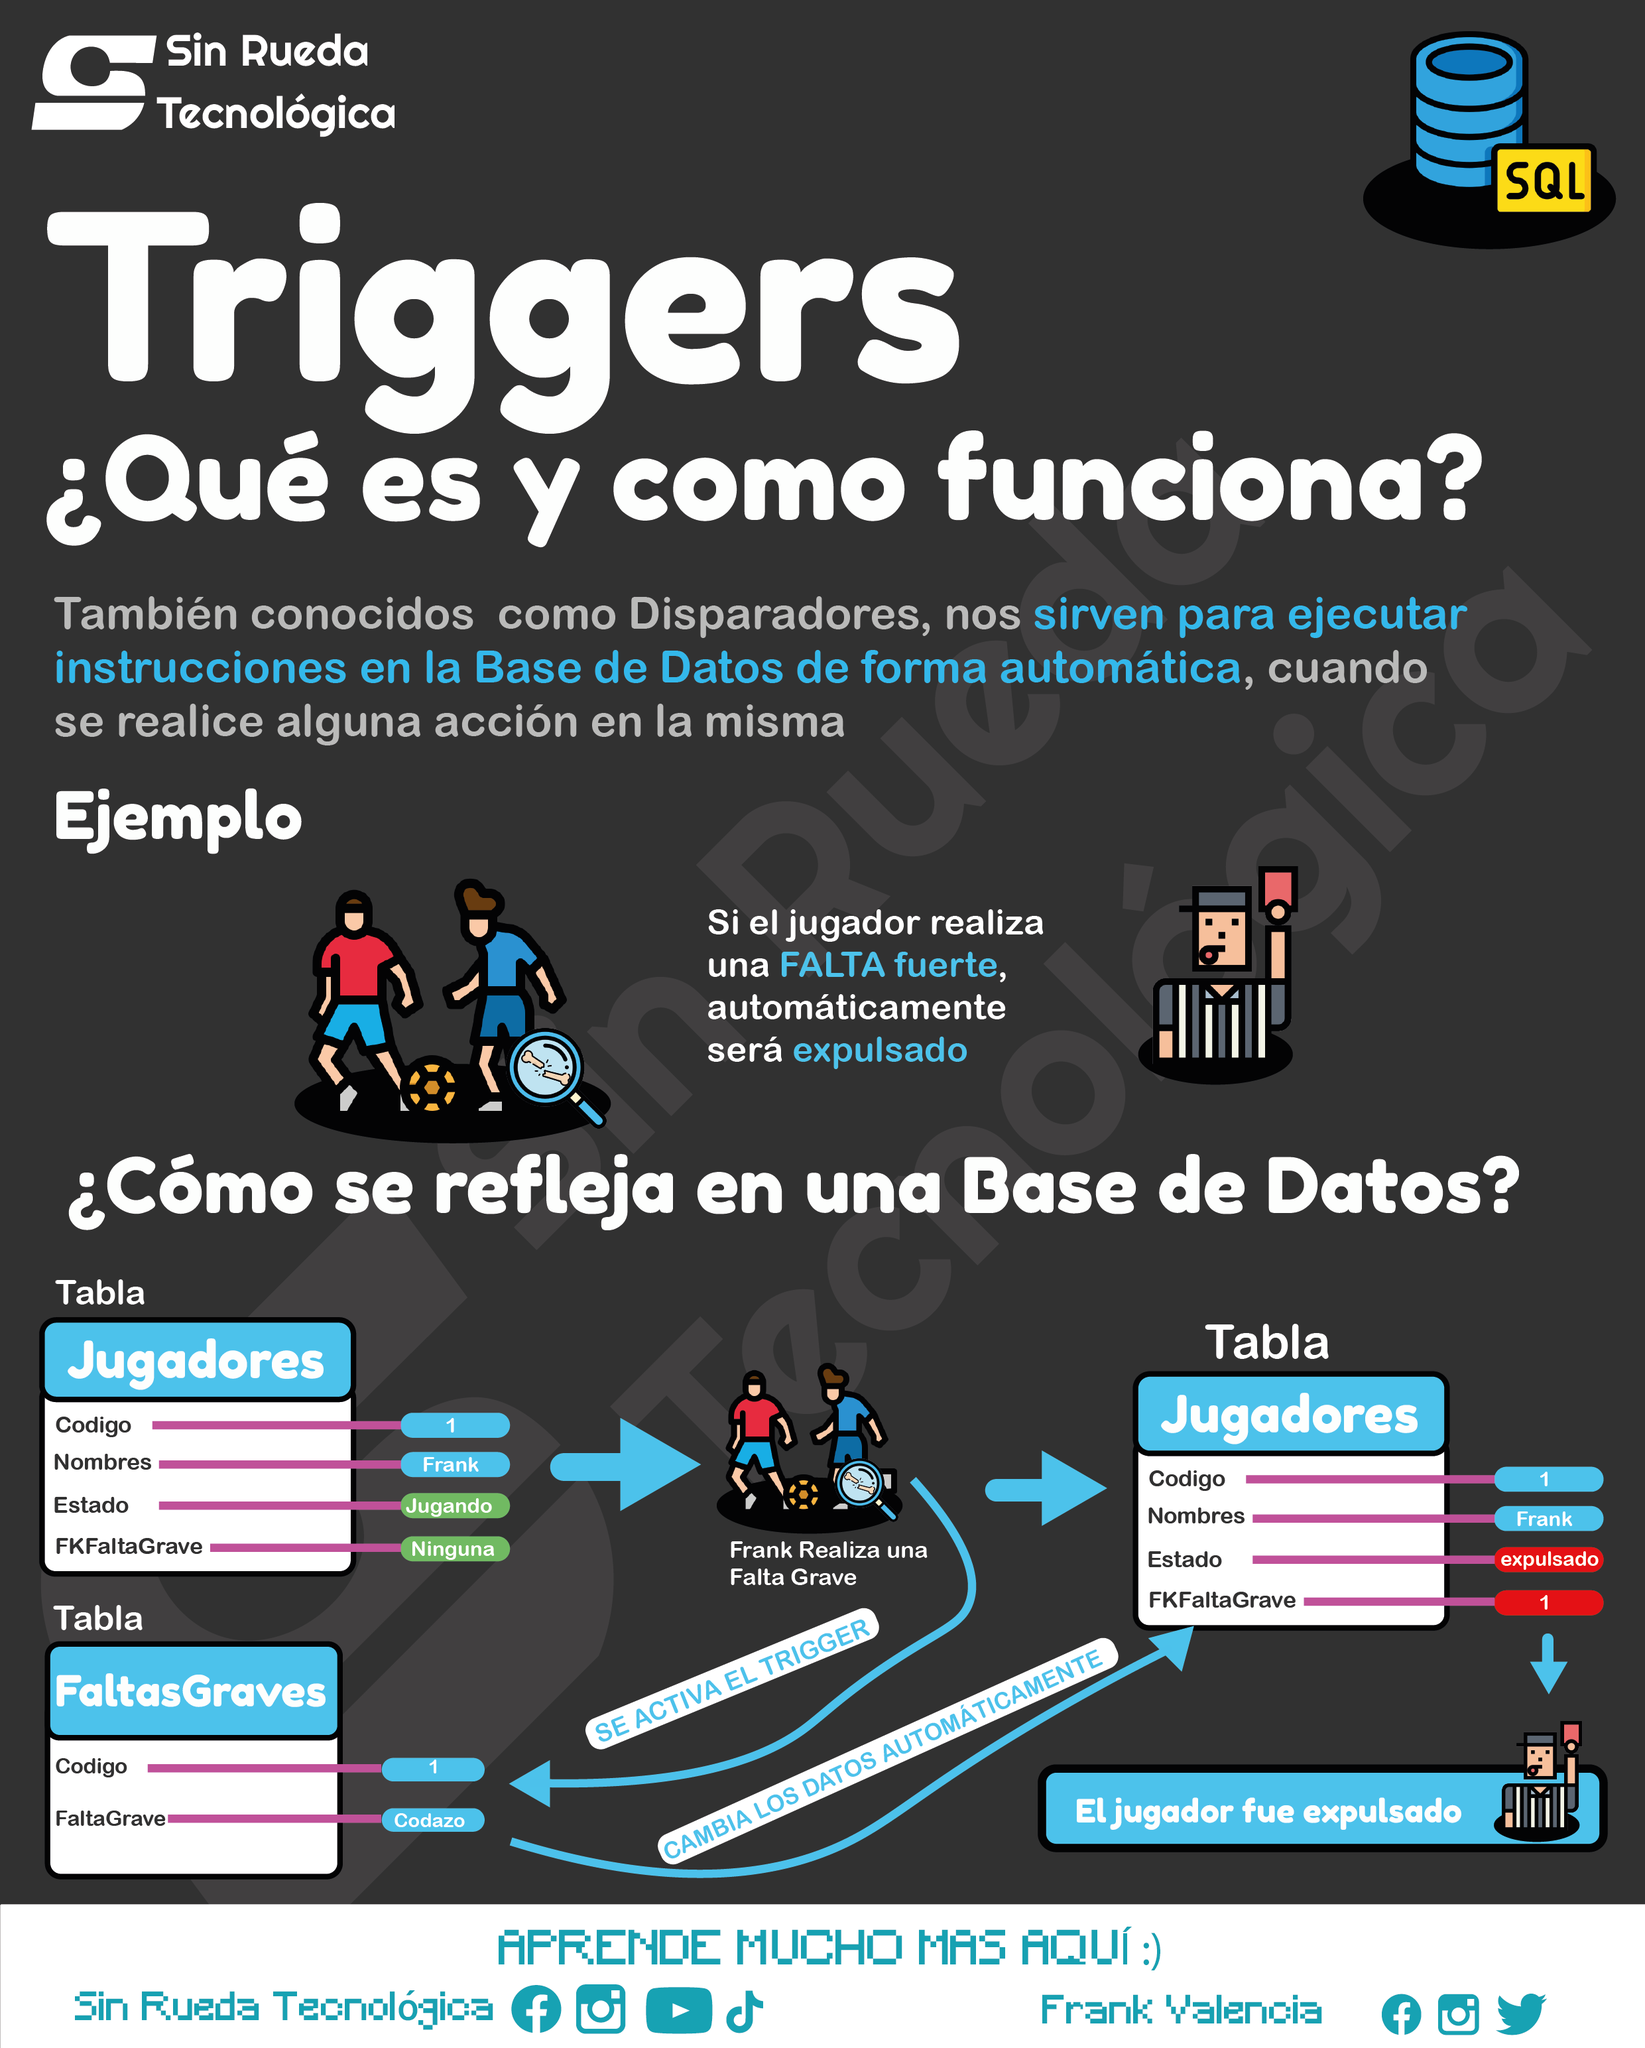 Sin Rueda
Tecnológica
SQL
Triggers
¿Qué es y como funciona?
También conocidos como Disparadores, nos sirven para ejecutar
instrucciones en la Base de Datos de forma automática, cuando
se realice alguna acción en la misma
Ejemplo
Si el jugador realiza
una FALTA fuerte,
automáticamente
será expulsado
¿Cómo se refleja en una Base de Datos?
Tabla
Jugadores
Codigo 1
Nombres Frank
Estado Jugando
FKFaltaGrave Ninguna
Frank Realiza una
Falta Grave
Tabla
Jugadores
Codigo 1
Nombres Frank
Estado expulsado
FKFaltaGrave 1
Tabla
FaltasGraves
Codigo 1
FaltaGrave Codazo
SE ACTIVA EL TRIGGER
CAMBIA LOS DATOS AUTOMÁTICAMENTE
El jugador fue expulsado
Sin Rueda
Tecnológica
APRENDE MUCHO MAS AQUÍ :)
Sin Rueda Tecnológica
Frank Valencia